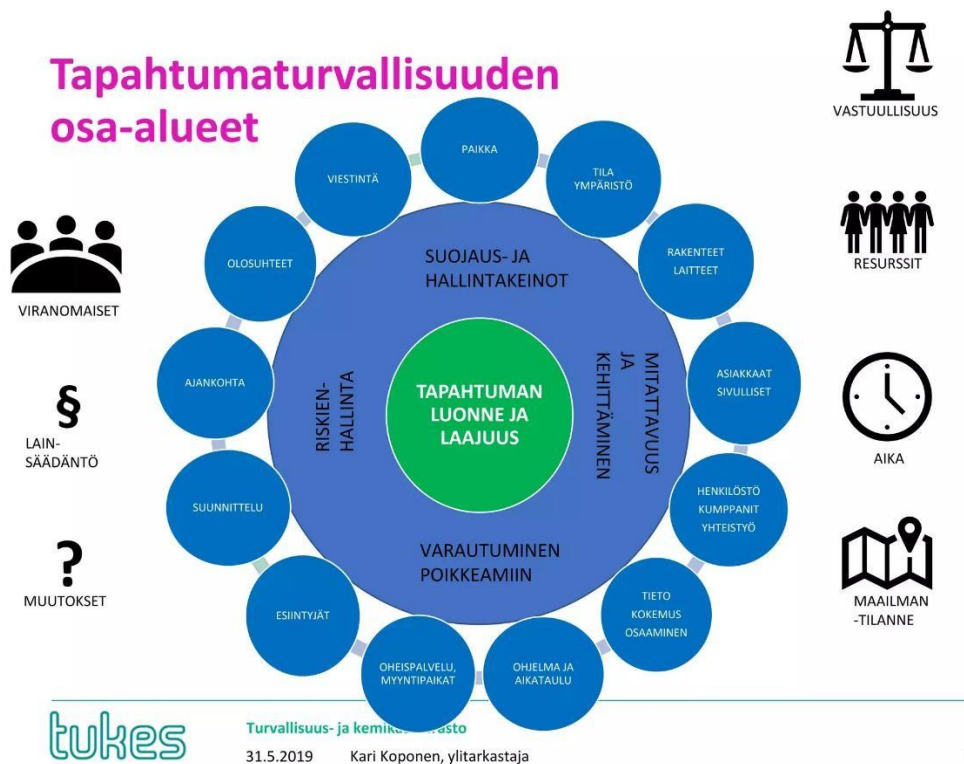 Tapahtumaturvallisuuden
osa-alueet
VASTUULLISUUS
RESURSSIT
AIKA
MAAILMAN
-TILANNE
VIRANOMAISET
§
LAIN-
SÄÄDÄNTÖ
?
MUUTOKSET
PAIKKA
TILA
YMPÄRISTÖ
RAKENTEET
LAITTEET
ASIAKKAAT
SIVULLISET
HENKILÖSTÖ
KUMPPANIT
YHTEISTYÖ
TIETO
KOKEMUS
OSAAMINEN
OHJELMA JA
AIKATAULU
OHEISPALVELU,
MYYNTIPAIKAT
ESIINTYJÄT
SUUNNITTELU
AJANKOHTA
OLOSUHTEET
VIESTINTÄ
SUOJAUS- JA
HALLINTAKEINOT
MITATTAVUUS
JA
KEHITTÄMINEN
VARAUTUMINEN
POIKKEAMIIN
RISKIEN-
HALLINTA
TAPAHTUMAN
LUONNE JA
LAAJUUS
tukes
Turvallisuus- ja
31.5.2019 Kari Koponen, ylitarkastaja